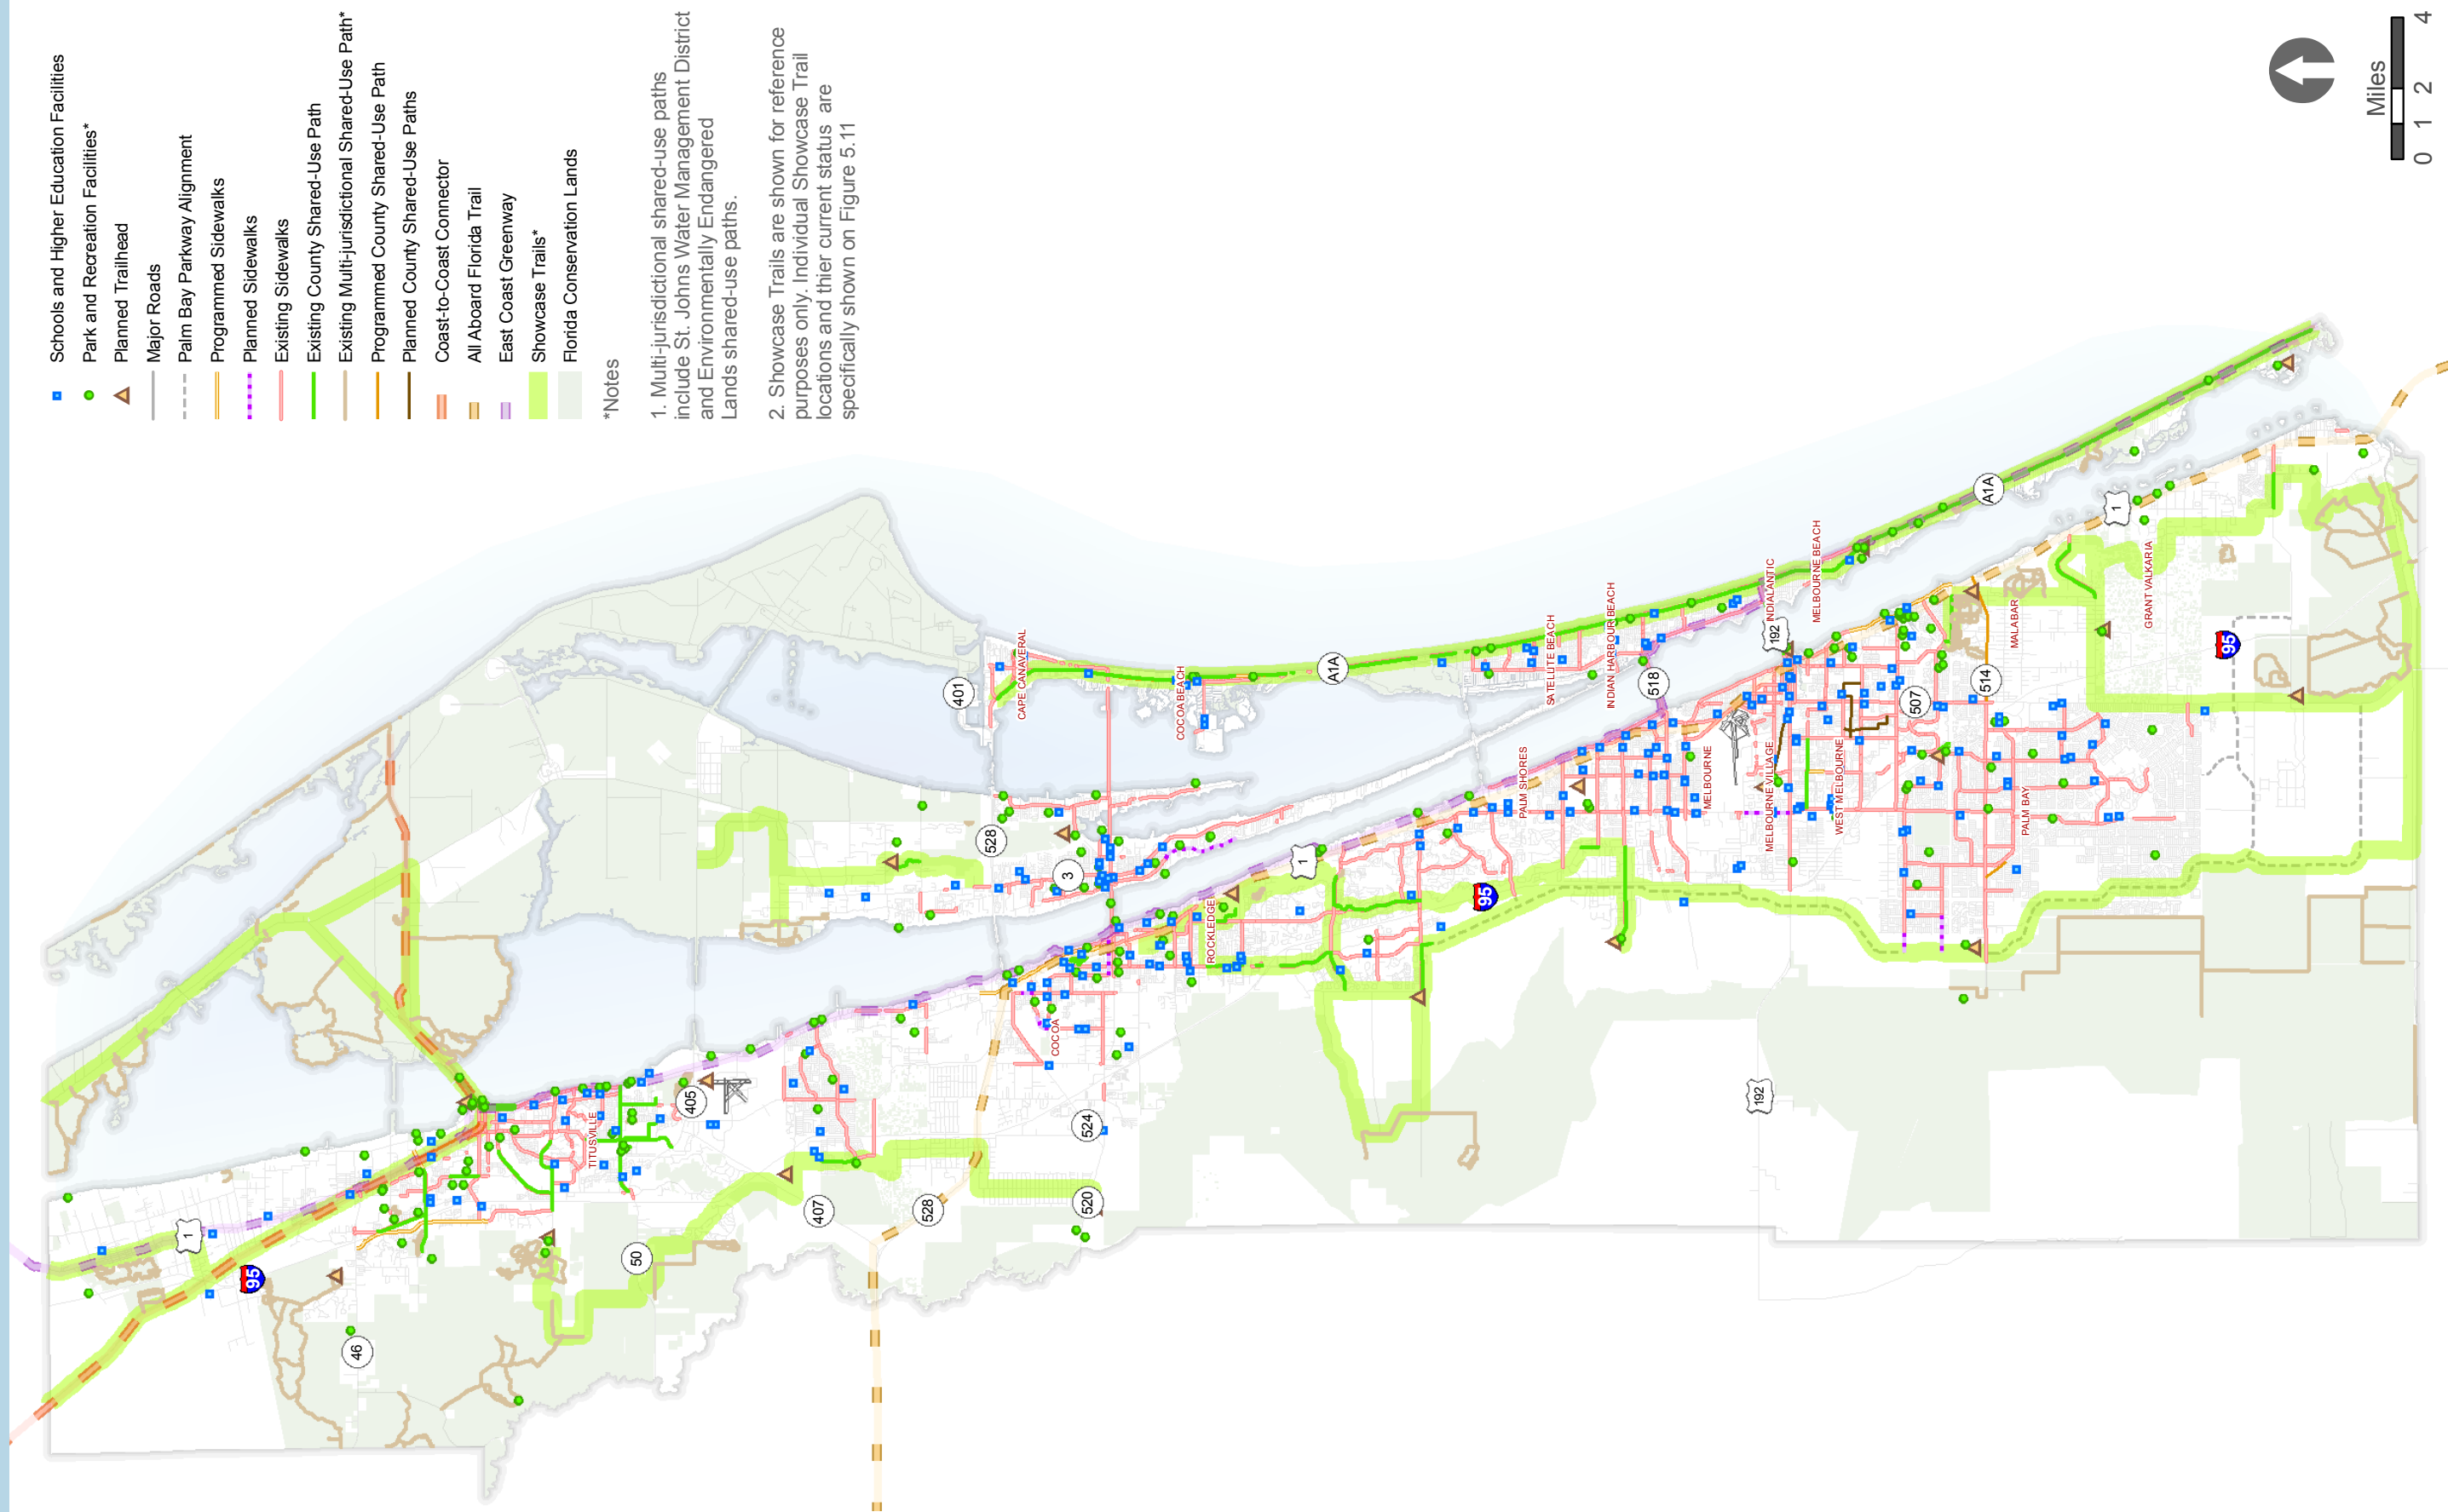 Schools and Higher Education Facilities
Park and Recreation Facilities*
Planned Trailhead
Major Roads
Palm Bay Parkway Alignment
Programmed Sidewalks
Planned Sidewalks
Existing Sidewalks
Existing County Shared-Use Path
Existing Multi-jurisdictional Shared-Use Path*
Programmed County Shared-Use Path
Planned County Shared-Use Paths
Coast-to-Coast Connector
All Aboard Florida Trail
East Coast Greenway
Showcase Trails*
Florida Conservation Lands
*Notes
1. Multi-jurisdictional shared-use paths
include St. Johns Water Management District
and Environmentally Endangered
Lands shared-use paths.
2. Showcase Trails are shown for reference
purposes only. Individual Showcase Trail
locations and thier current status are
specifically shown on Figure 5.11
Miles
0 1 2 4
1
95
46
TITUSVILLE
50
405
407
528
COCOA
524
520
401
CAPE CANAVERAL
528
3
COCOA BEACH
ROCKLEDGE
1
A1A
95
PALM SHORES
SATELLITE BEACH
INDIAN HARBOUR BEACH
518
MELBOURNE
192
INDIALANTIC
MELBOURNE VILLAGE
MELBOURNE BEACH
WEST MELBOURNE
192
507
514
A1A
MALABAR
PALM BAY
1
GRANT VALKARIA
95